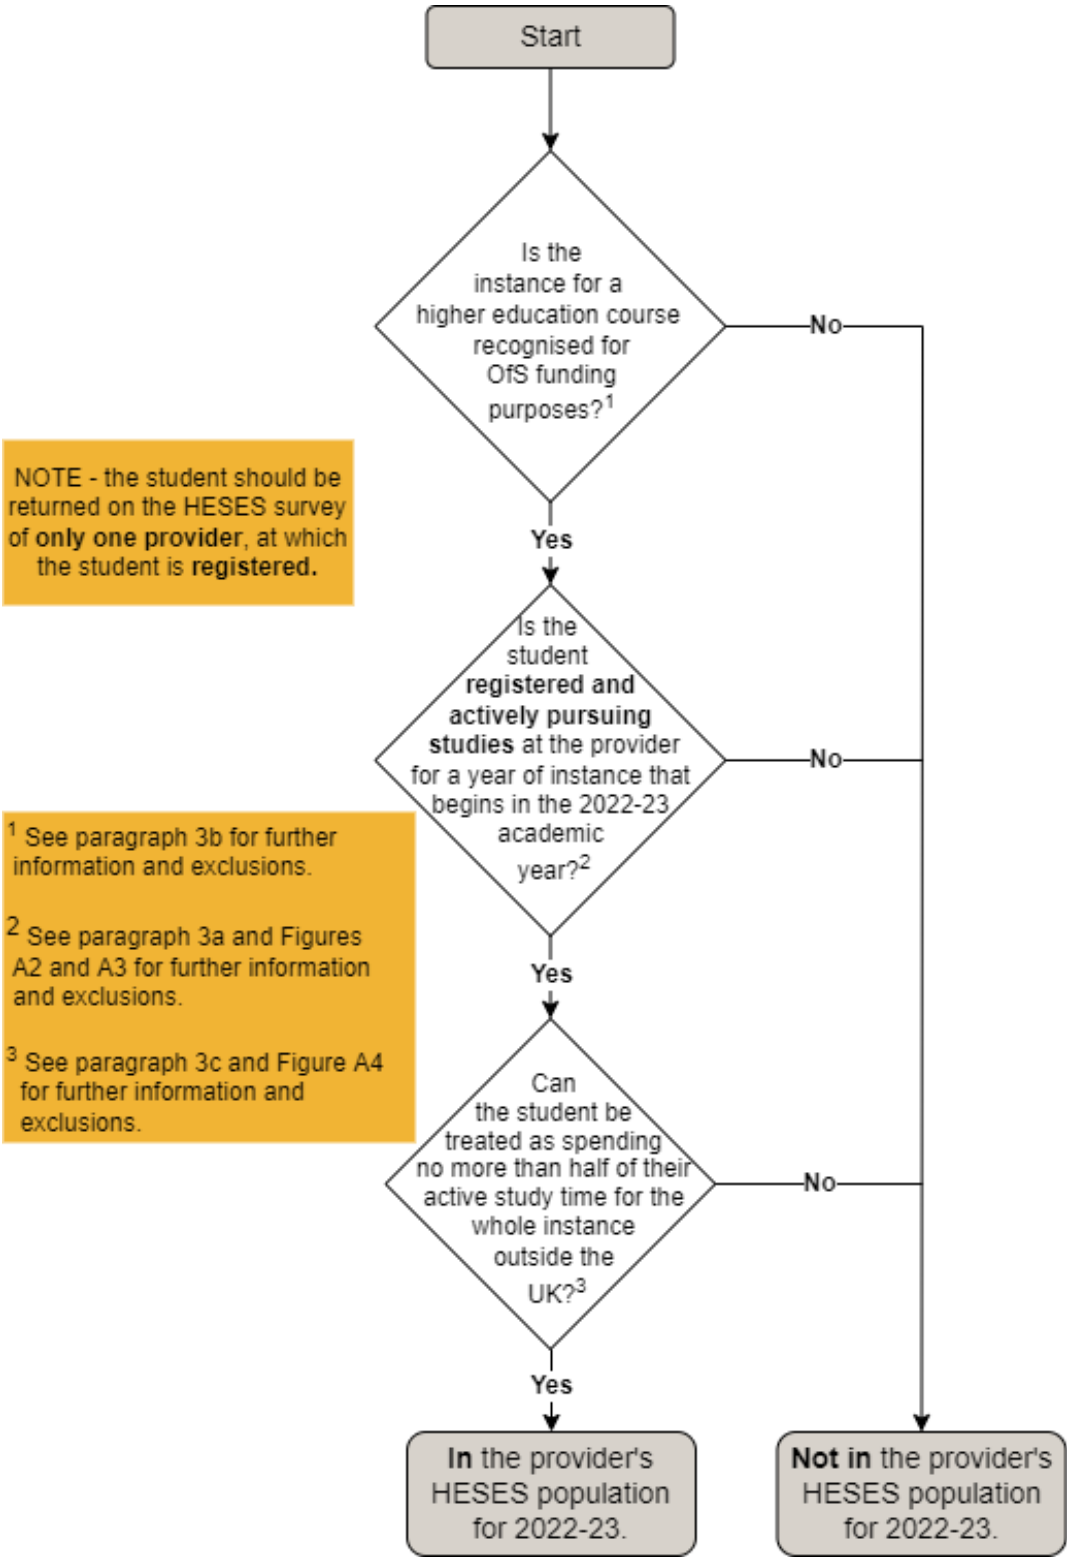 Start
Is the
instance for a
higher education course
recognised for
OfS funding
purposes?1
No
NOTE - the student should be
returned on the HESES survey
of only one provider, at which
the student is registered.
Yes
Is the
student
registered and
actively pursuing
studies at the provider
for a year of instance that
begins in the 2022-23
academic
year?2
No
1 See paragraph 3b for further
information and exclusions.
2 See paragraph 3a and Figures
A2 and A3 for further information
and exclusions.
3 See paragraph 3c and Figure A4
for further information and
exclusions.
Yes
Can
the student be
treated as spending
no more than half of their
active study time for the
whole instance
outside the
UK?3
No
Yes
In the provider's
HESES population
for 2022-23.
Not in the provider's
HESES population
for 2022-23.